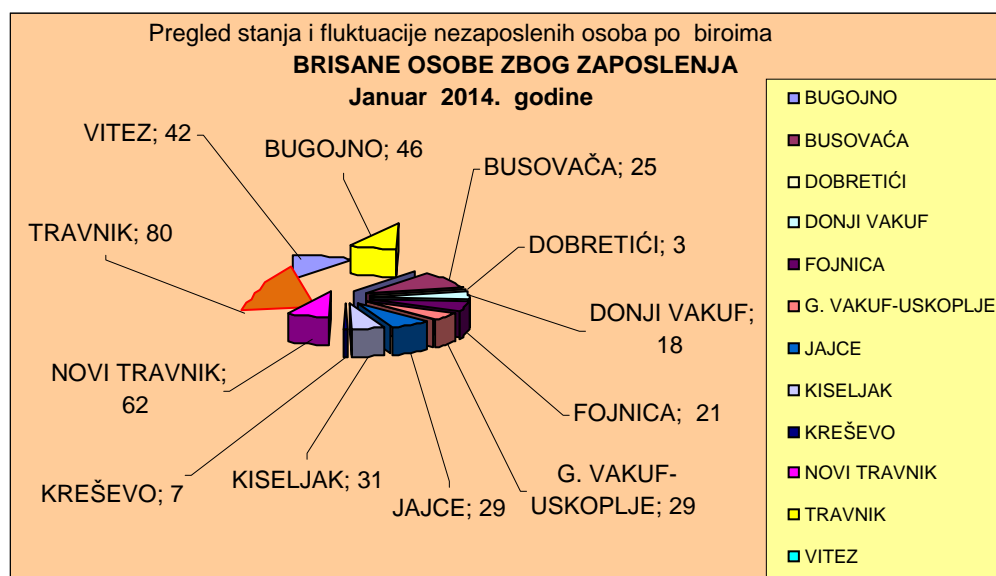 Pregled stanja i fluktuacije nezaposlenih osoba po biroima
BRISANE OSOBE ZBOG ZAPOSLENJA
Januar 2014. godine
VITEZ; 42
BUGOJNO; 46
BUSOVAČA; 25
TRAVNIK; 80
DOBRETIĆI; 3
DONJI VAKUF;
18
NOVI TRAVNIK;
62
FOJNICA; 21
KREŠEVO; 7
KISELJAK; 31
JAJCE; 29
G. VAKUF-
USKOPLJE; 29
BUGOJNO
BUSOVAĆA
DOBRETIĆI
DONJI VAKUF
FOJNICA
G. VAKUF-USKOPLJE
JAJCE
KISELJAK
KREŠEVO
NOVI TRAVNIK
TRAVNIK
VITEZ